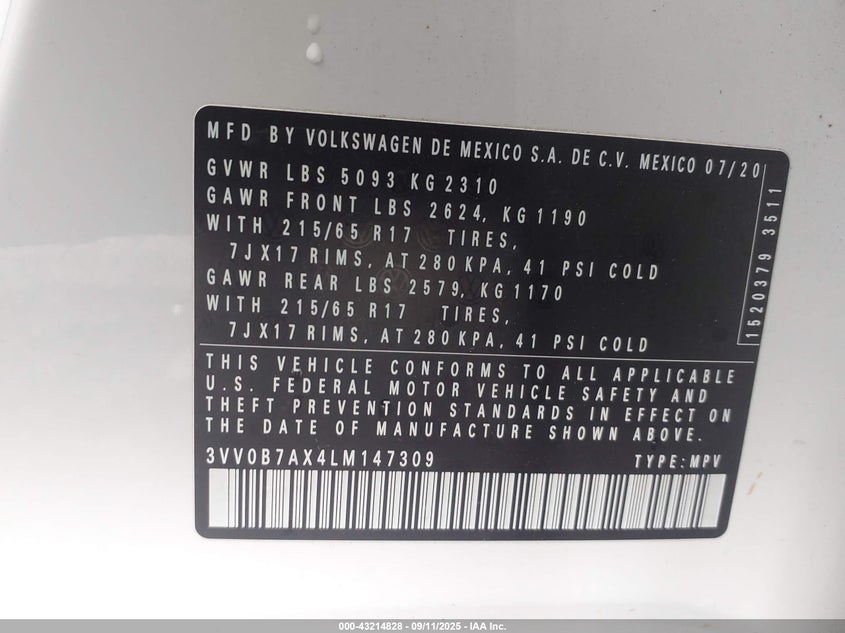 MFD BY VOLKSWAGEN DE MEXICO S.A. DE C.V. MEXICO 07/20
GVWR LBS 5093 KG 2310
GAWR FRONT LBS 2624, KG 1190
WITH 215/65 R17 TIRES,
7JX17 RIMS, AT 280 KPA, 41 PSI COLD
GAWR REAR LBS 2579, KG 1170
WITH 215/65 R17 TIRES,
7JX17 RIMS, AT 280 KPA, 41 PSI COLD
1520379 3511
THIS VEHICLE CONFORMS TO ALL APPLICABLE
U.S. FEDERAL MOTOR VEHICLE SAFETY AND
THEFT PREVENTION STANDARDS IN EFFECT ON
THE DATE OF MANUFACTURE SHOWN ABOVE.
3VV0B7AX4LM147309 TYPE: MPV
000-43214828 - 09/11/2025 - IAA Inc.